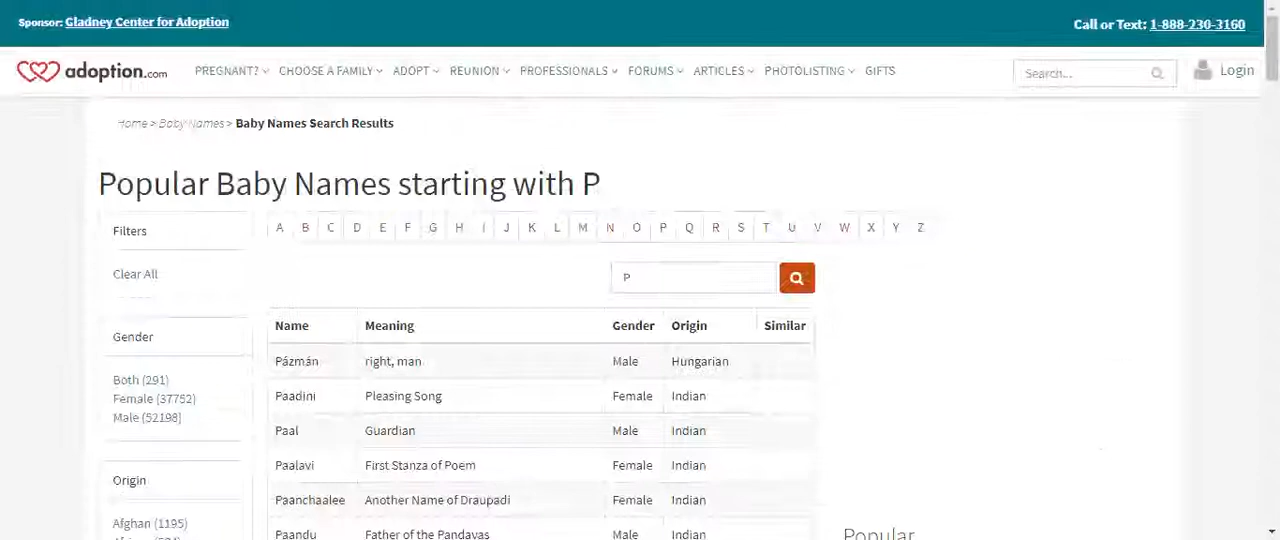 Sponsor: Gladney Center for Adoption
Call or Text: 1-888-230-3160
adoption.com
PREGNANT? CHOOSE A FAMILY ADOPT REUNION PROFESSIONALS FORUMS ARTICLES PHOTOLISTING GIFTS
Search...
Login
Home > Baby Names > Baby Names Search Results
Popular Baby Names starting with P
Filters
Clear All
Gender
Both (291)
Female (37752)
Male (52198)
Origin
Afghan (1195)
A B C D E F G H I J K L M N O P Q R S T U V W X Y Z
P
Name Meaning Gender Origin Similar
Pázmán right, man Male Hungarian
Paadini Pleasing Song Female Indian
Paal Guardian Male Indian
Paalavi First Stanza of Poem Female Indian
Paanchaalee Another Name of Draupadi Female Indian
Paandu Father of the Pandavas Male Indian
Popular